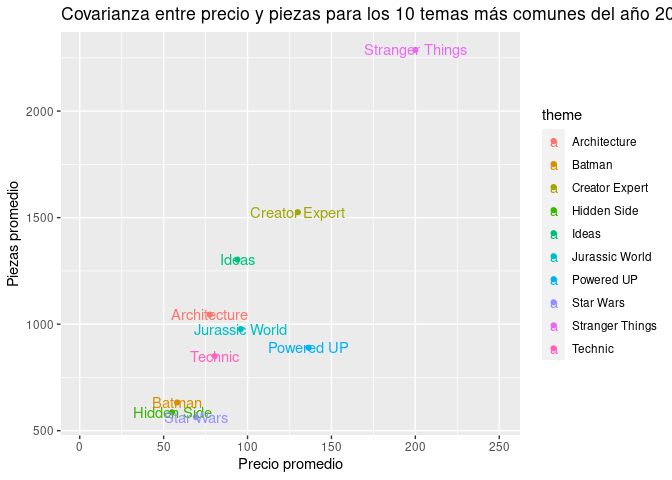 Covarianza entre precio y piezas para los 10 temas más comunes del año 20
Stranger Things
2000
Creator Expert
1500
Ideas
Architecture
Jurassic World
1000
Powered UP
Technic
Batman
Hidden Side
Star Wars
500
0
50
100
150
200
250
Precio promedio
Piezas promedio
theme
a Architecture
a Batman
a Creator Expert
a Hidden Side
a Ideas
a Jurassic World
a Powered UP
a Star Wars
a Stranger Things
a Technic